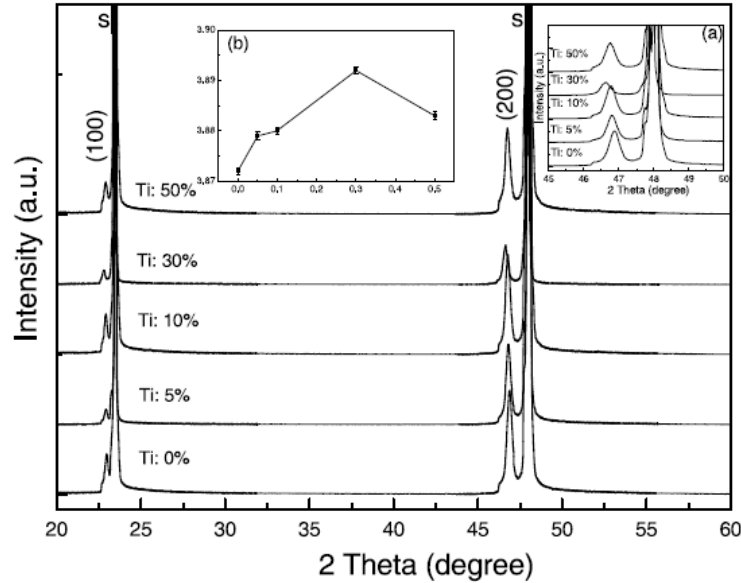 S
S
(b)
3.90
3.89
3.88
3.87
0.0
0.1
0.2
0.3
0.4
0.5
(a)
Ti: 50%
Ti: 30%
Ti: 10%
Ti: 5%
Ti: 0%
Intensity (a.u.)
45 46 47 48 49 50
2 Theta (degree)
(100)
(200)
Ti: 50%
Ti: 30%
Ti: 10%
Ti: 5%
Ti: 0%
Intensity (a.u.)
20 25 30 35 40 45 50 55 60
2 Theta (degree)